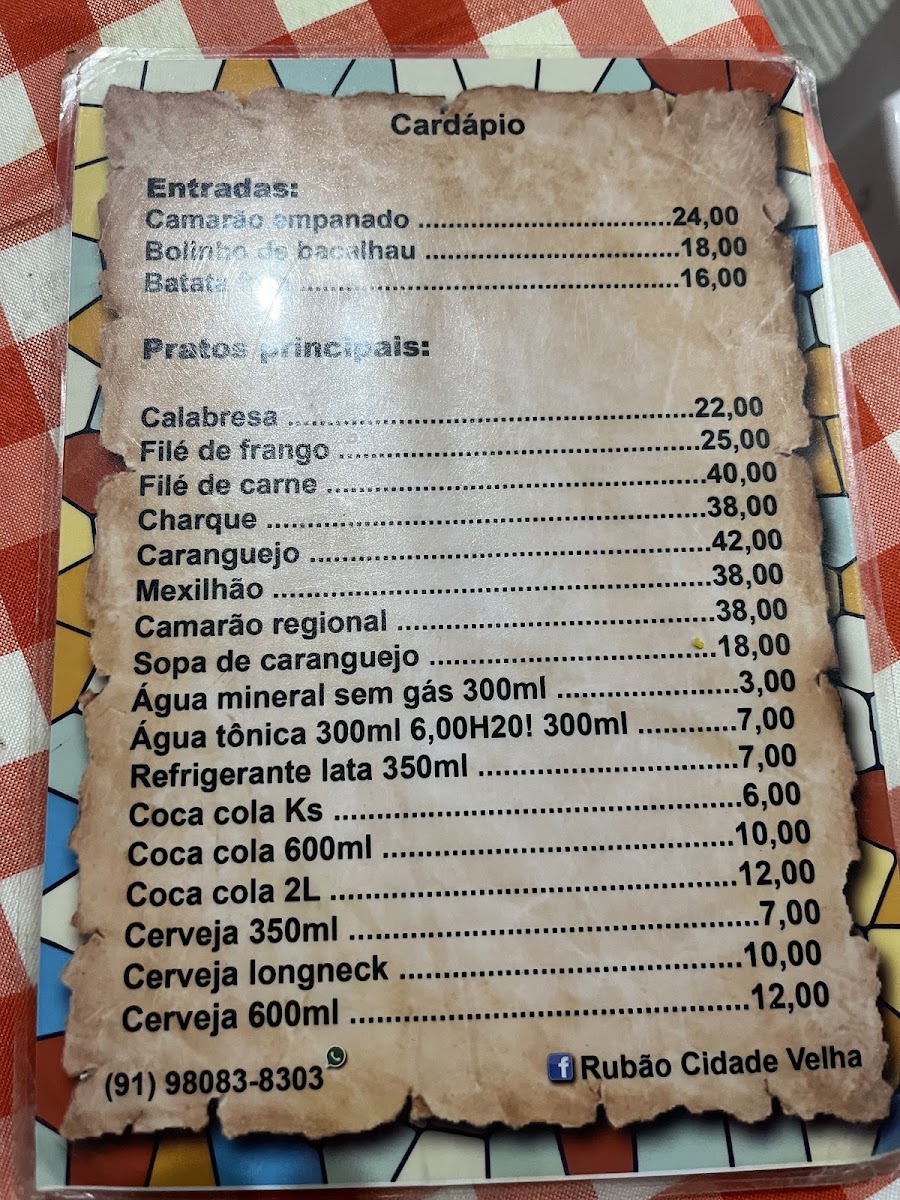 Cardápio
Entradas:
Camarão empanado ..............................24,00
Bolinho de bacalhau ..............................18,00
Batata ............................................16,00
Pratos principais:
Calabresa ................................................22,00
Filé de frango ...........................................25,00
Filé de carne .............................................40,00
Charque ....................................................38,00
Caranguejo ...............................................42,00
Mexilhão ...................................................38,00
Camarão regional .....................................38,00
Sopa de caranguejo .................................18,00
Água mineral sem gás 300ml .....................3,00
Água tônica 300ml 6,00H20! 300ml ............7,00
Refrigerante lata 350ml .............................7,00
Coca cola Ks ..............................................6,00
Coca cola 600ml .......................................10,00
Coca cola 2L .............................................12,00
Cerveja 350ml ............................................7,00
Cerveja longneck ......................................10,00
Cerveja 600ml ...........................................12,00
(91) 98083-8303
f Rubão Cidade Velha